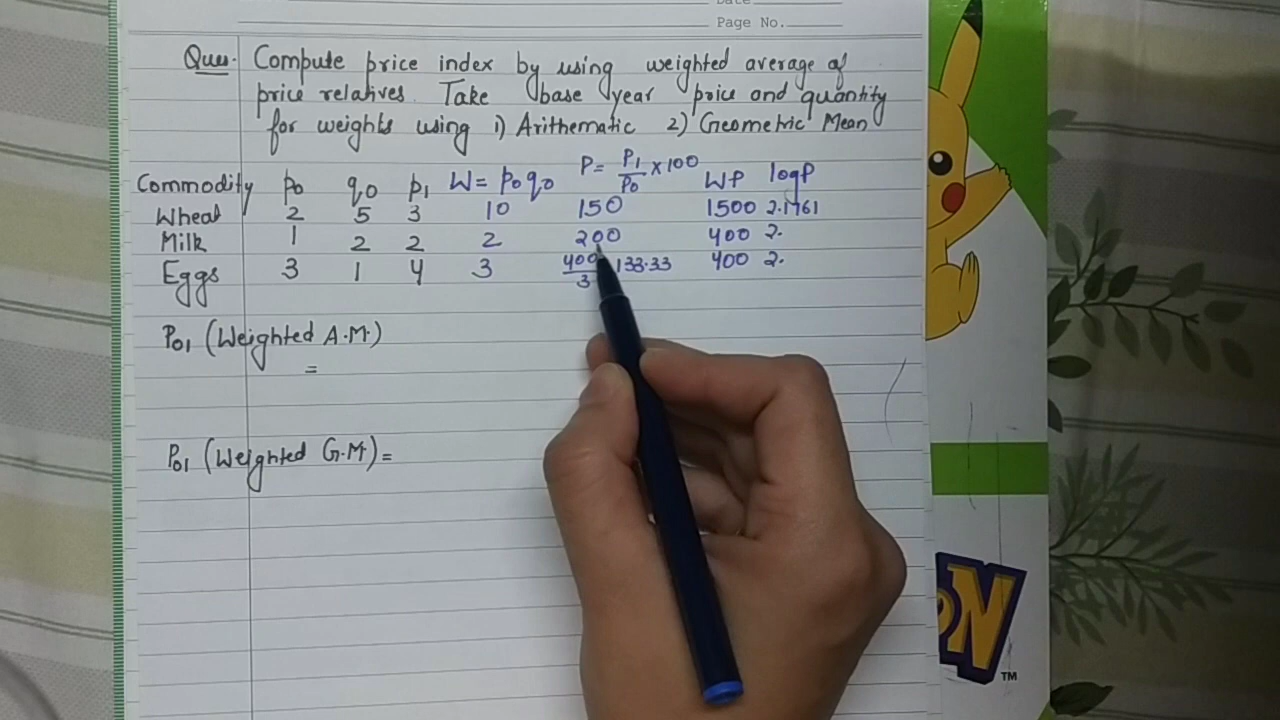 Page No.
Ques. Compute price index by using weighted average of
price relatives. Take base year price and quantity
for weights using 1) Arithematic 2) Geometric Mean
Commodity p0 q0 p1 W = p0q0 P = P1/P0 × 100 WP logP
Wheat 2 5 3 10 150 1500 2.1761
Milk 1 2 2 2 200 400 2.
Eggs 3 1 4 3 400/3 133.33 400 2.
P01 (Weighted A.M.)
=
P01 (Weighted G.M.) =
TM